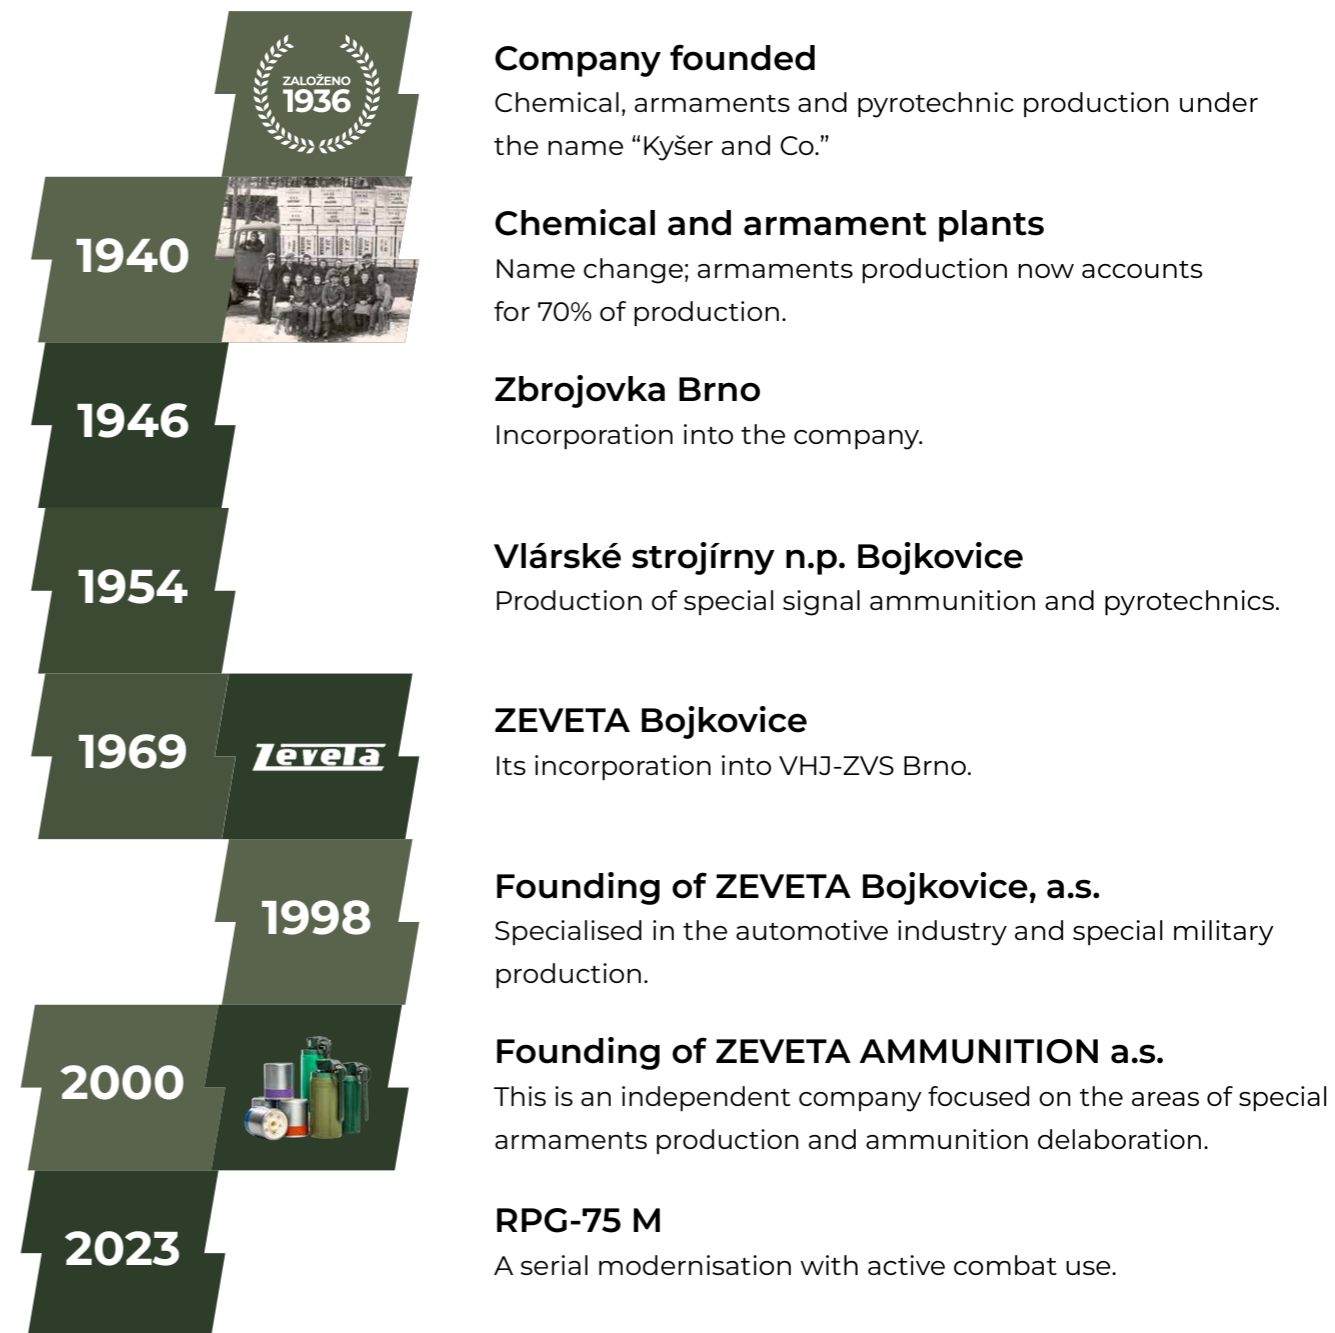 ZALOŽENO
1936
Company founded
Chemical, armaments and pyrotechnic production under
the name “Kyšer and Co.”
1940
Chemical and armament plants
Name change; armaments production now accounts
for 70% of production.
1946
Zbrojovka Brno
Incorporation into the company.
1954
Vlárské strojírny n.p. Bojkovice
Production of special signal ammunition and pyrotechnics.
1969
Zeveta
ZEVETA Bojkovice
Its incorporation into VHJ-ZVS Brno.
1998
Founding of ZEVETA Bojkovice, a.s.
Specialised in the automotive industry and special military
production.
2000
Founding of ZEVETA AMMUNITION a.s.
This is an independent company focused on the areas of special
armaments production and ammunition delaboration.
2023
RPG-75 M
A serial modernisation with active combat use.